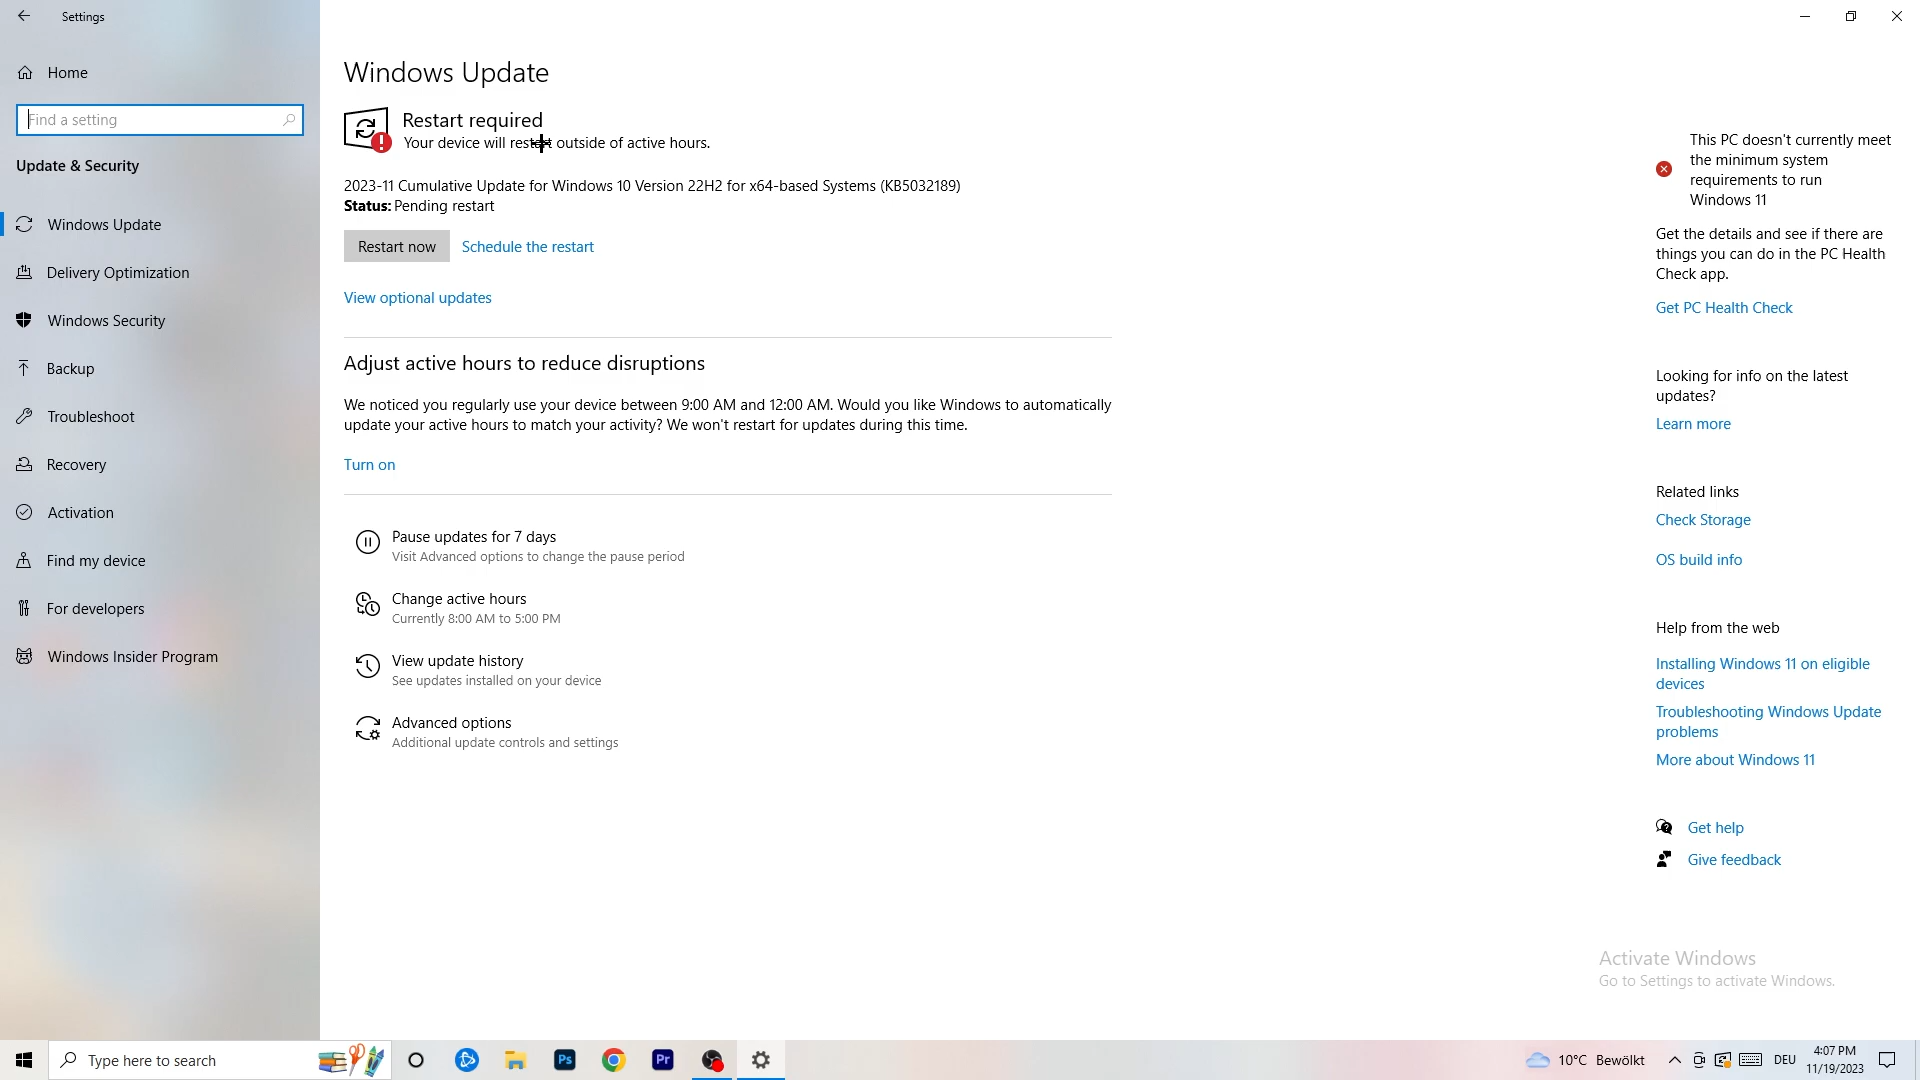 Settings
Home
Find a setting
Update & Security
Windows Update
Delivery Optimization
Windows Security
Backup
Troubleshoot
Recovery
Activation
Find my device
For developers
Windows Insider Program
Windows Update
Restart required
Your device will restart outside of active hours.
2023-11 Cumulative Update for Windows 10 Version 22H2 for x64-based Systems (KB5032189)
Status: Pending restart
Restart now
Schedule the restart
View optional updates
Adjust active hours to reduce disruptions
We noticed you regularly use your device between 9:00 AM and 12:00 AM. Would you like Windows to automatically
update your active hours to match your activity? We won't restart for updates during this time.
Turn on
Pause updates for 7 days
Visit Advanced options to change the pause period
Change active hours
Currently 8:00 AM to 5:00 PM
View update history
See updates installed on your device
Advanced options
Additional update controls and settings
This PC doesn't currently meet
the minimum system
requirements to run
Windows 11
Get the details and see if there are
things you can do in the PC Health
Check app.
Get PC Health Check
Looking for info on the latest
updates?
Learn more
Related links
Check Storage
OS build info
Help from the web
Installing Windows 11 on eligible
devices
Troubleshooting Windows Update
problems
More about Windows 11
Get help
Give feedback
Activate Windows
Go to Settings to activate Windows.
Type here to search
Ps
Pr
10°C Bewölkt
DEU
4:07 PM
11/19/2023